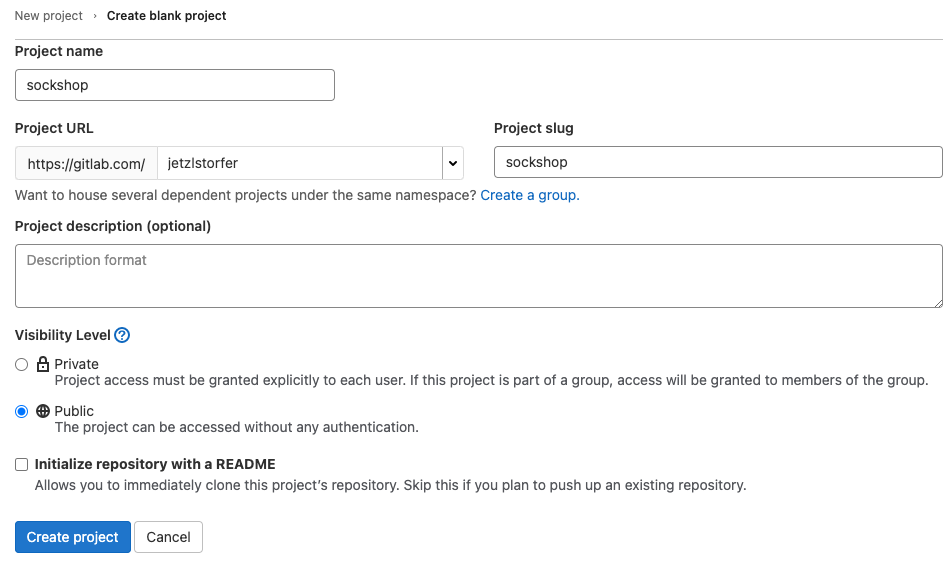 New project › Create blank project
Project name
sockshop
Project URL
Project slug
https://gitlab.com/ jetzlstorfer
sockshop
Want to house several dependent projects under the same namespace? Create a group.
Project description (optional)
Description format
Visibility Level ?
Private
Project access must be granted explicitly to each user. If this project is part of a group, access will be granted to members of the group.
Public
The project can be accessed without any authentication.
Initialize repository with a README
Allows you to immediately clone this project’s repository. Skip this if you plan to push up an existing repository.
Create project
Cancel